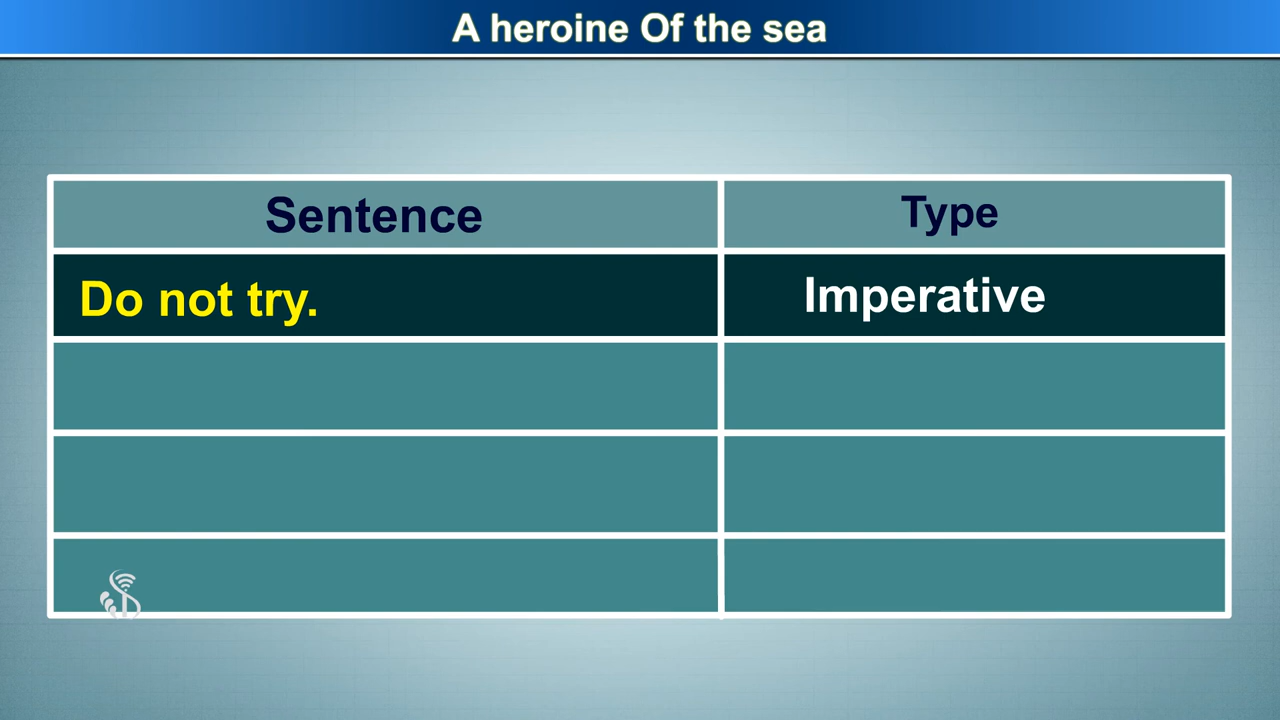 A heroine Of the sea
Sentence Type
Do not try. Imperative